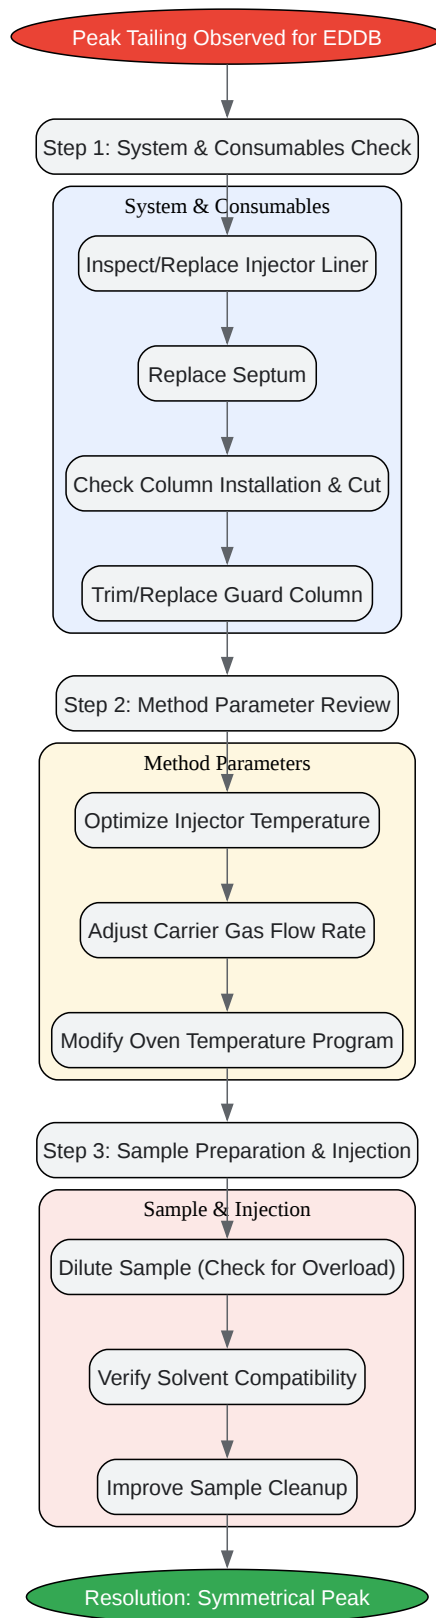 Peak Tailing Observed for EDDB
Step 1: System & Consumables Check
System & Consumables
Inspect/Replace Injector Liner
Replace Septum
Check Column Installation & Cut
Trim/Replace Guard Column
Step 2: Method Parameter Review
Method Parameters
Optimize Injector Temperature
Adjust Carrier Gas Flow Rate
Modify Oven Temperature Program
Step 3: Sample Preparation & Injection
Sample & Injection
Dilute Sample (Check for Overload)
Verify Solvent Compatibility
Improve Sample Cleanup
Resolution: Symmetrical Peak